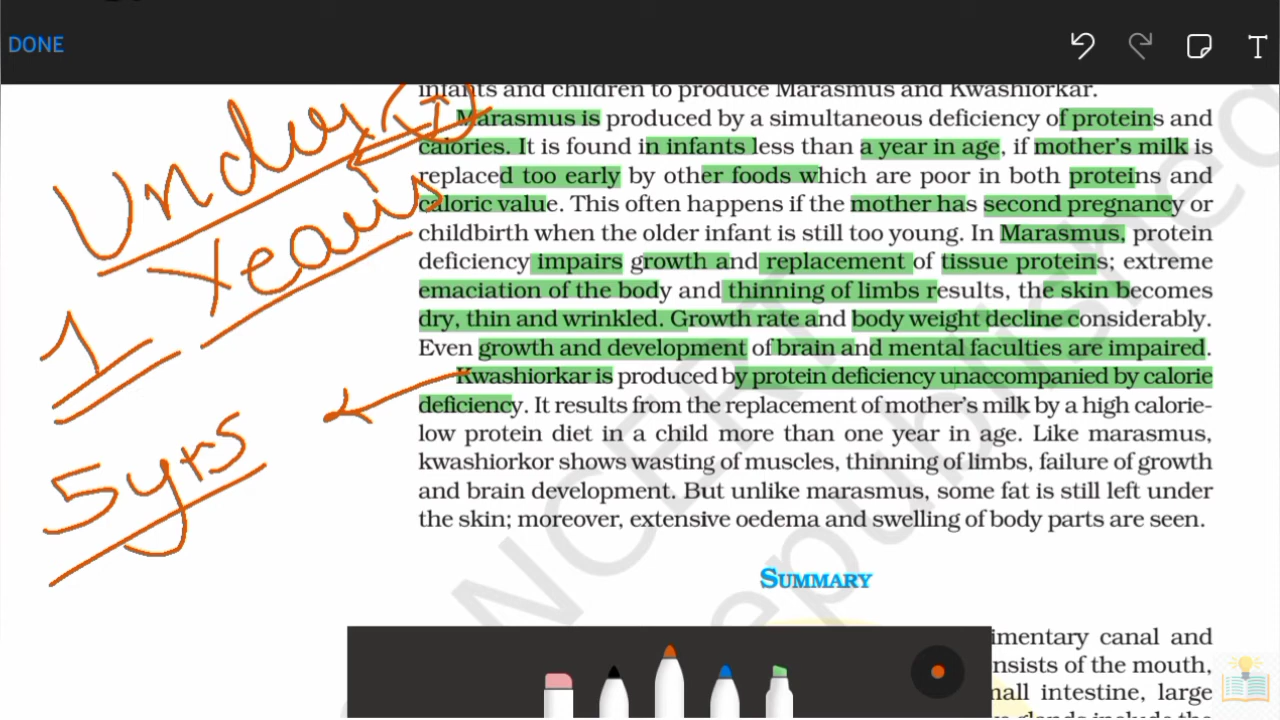 DONE
T
infants and children to produce Marasmus and Kwashiorkar.
Marasmus is produced by a simultaneous deficiency of proteins and
calories. It is found in infants less than a year in age, if mother's milk is
replaced too early by other foods which are poor in both proteins and
caloric value. This often happens if the mother has second pregnancy or
childbirth when the older infant is still too young. In Marasmus, protein
deficiency impairs growth and replacement of tissue proteins; extreme
emaciation of the body and thinning of limbs results, the skin becomes
dry, thin and wrinkled. Growth rate and body weight decline considerably.
Even growth and development of brain and mental faculties are impaired.
Kwashiorkar is produced by protein deficiency unaccompanied by calorie
deficiency. It results from the replacement of mother's milk by a high calorie-
low protein diet in a child more than one year in age. Like marasmus,
kwashiorkor shows wasting of muscles, thinning of limbs, failure of growth
and brain development. But unlike marasmus, some fat is still left under
the skin; moreover, extensive oedema and swelling of body parts are seen.
Under (I)
1 Years
5yrs
SUMMARY
imentary canal and
nsists of the mouth,
nall intestine, large
NCERT
republished